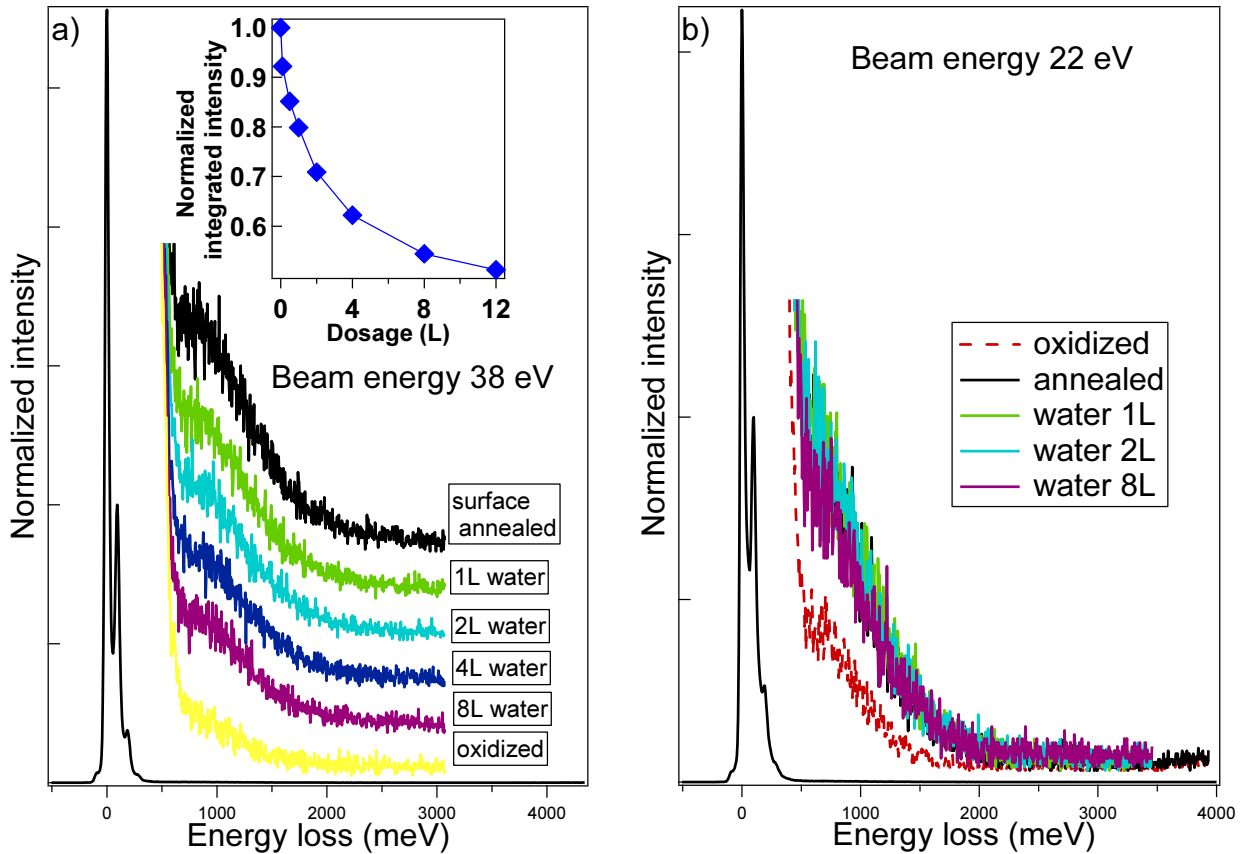 a)
1.0
0.9
0.8
0.7
0.6
Normalized
integrated intensity
0
4
8
12
Dosage (L)
Beam energy 38 eV
surface
annealed
1L water
2L water
4L water
8L water
oxidized
Normalized intensity
0
1000
2000
3000
4000
Energy loss (meV)
b)
Beam energy 22 eV
oxidized
annealed
water 1L
water 2L
water 8L
Normalized intensity
0
1000
2000
3000
4000
Energy loss (meV)